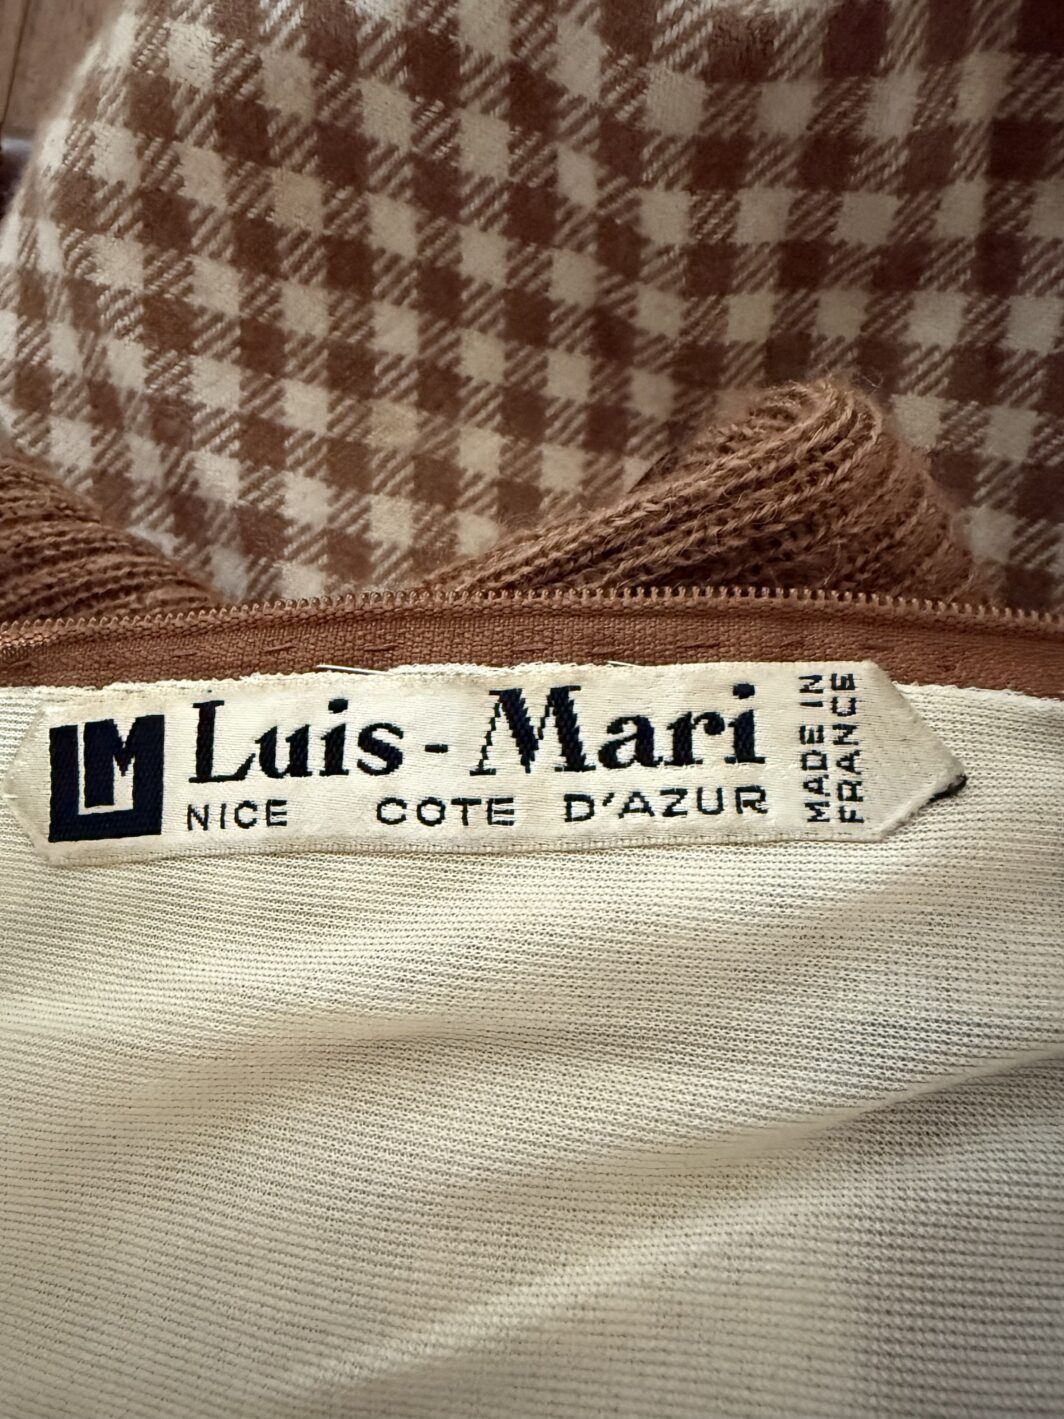 LM
Luis-Mari
NICE COTE D'AZUR
MADE IN
FRANCE